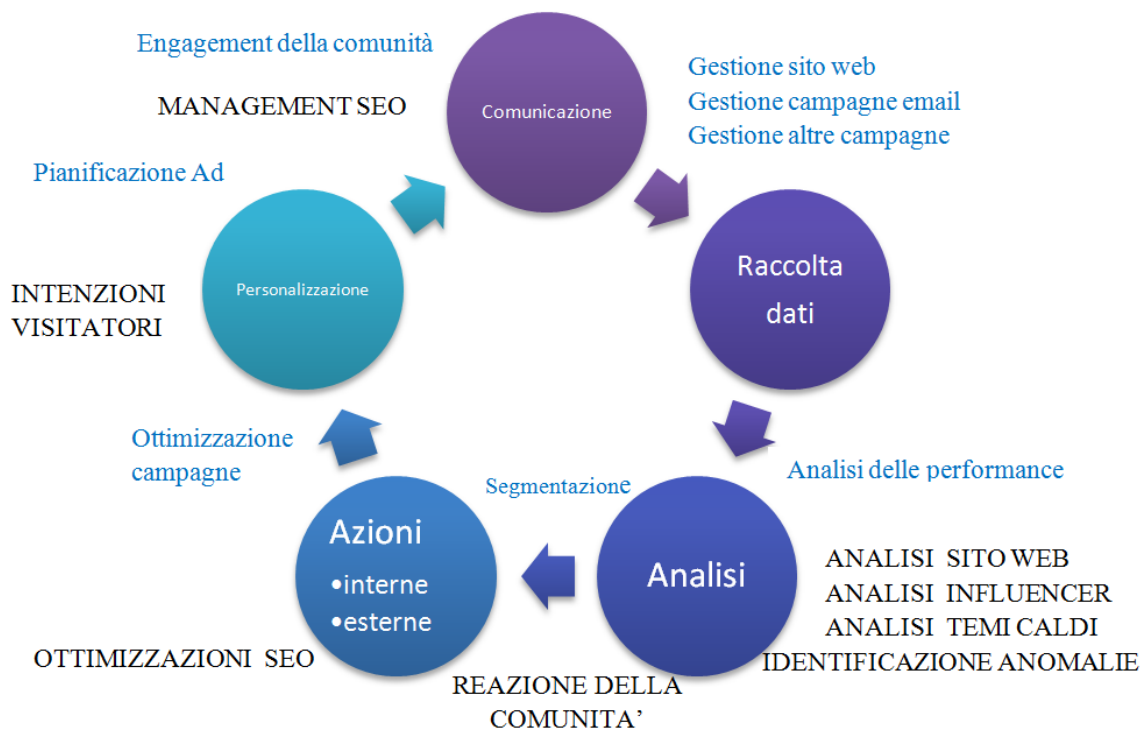 Engagement della comunità
MANAGEMENT SEO
Comunicazione
Gestione sito web
Gestione campagne email
Gestione altre campagne
Pianificazione Ad
Personalizzazione
INTENZIONI
VISITATORI
Raccolta
dati
Ottimizzazione
campagne
Segmentazione
Analisi delle performance
Azioni
•interne
•esterne
Analisi
ANALISI SITO WEB
ANALISI INFLUENCER
ANALISI TEMI CALDI
IDENTIFICAZIONE ANOMALIE
OTTIMIZZAZIONI SEO
REAZIONE DELLA
COMUNITA’